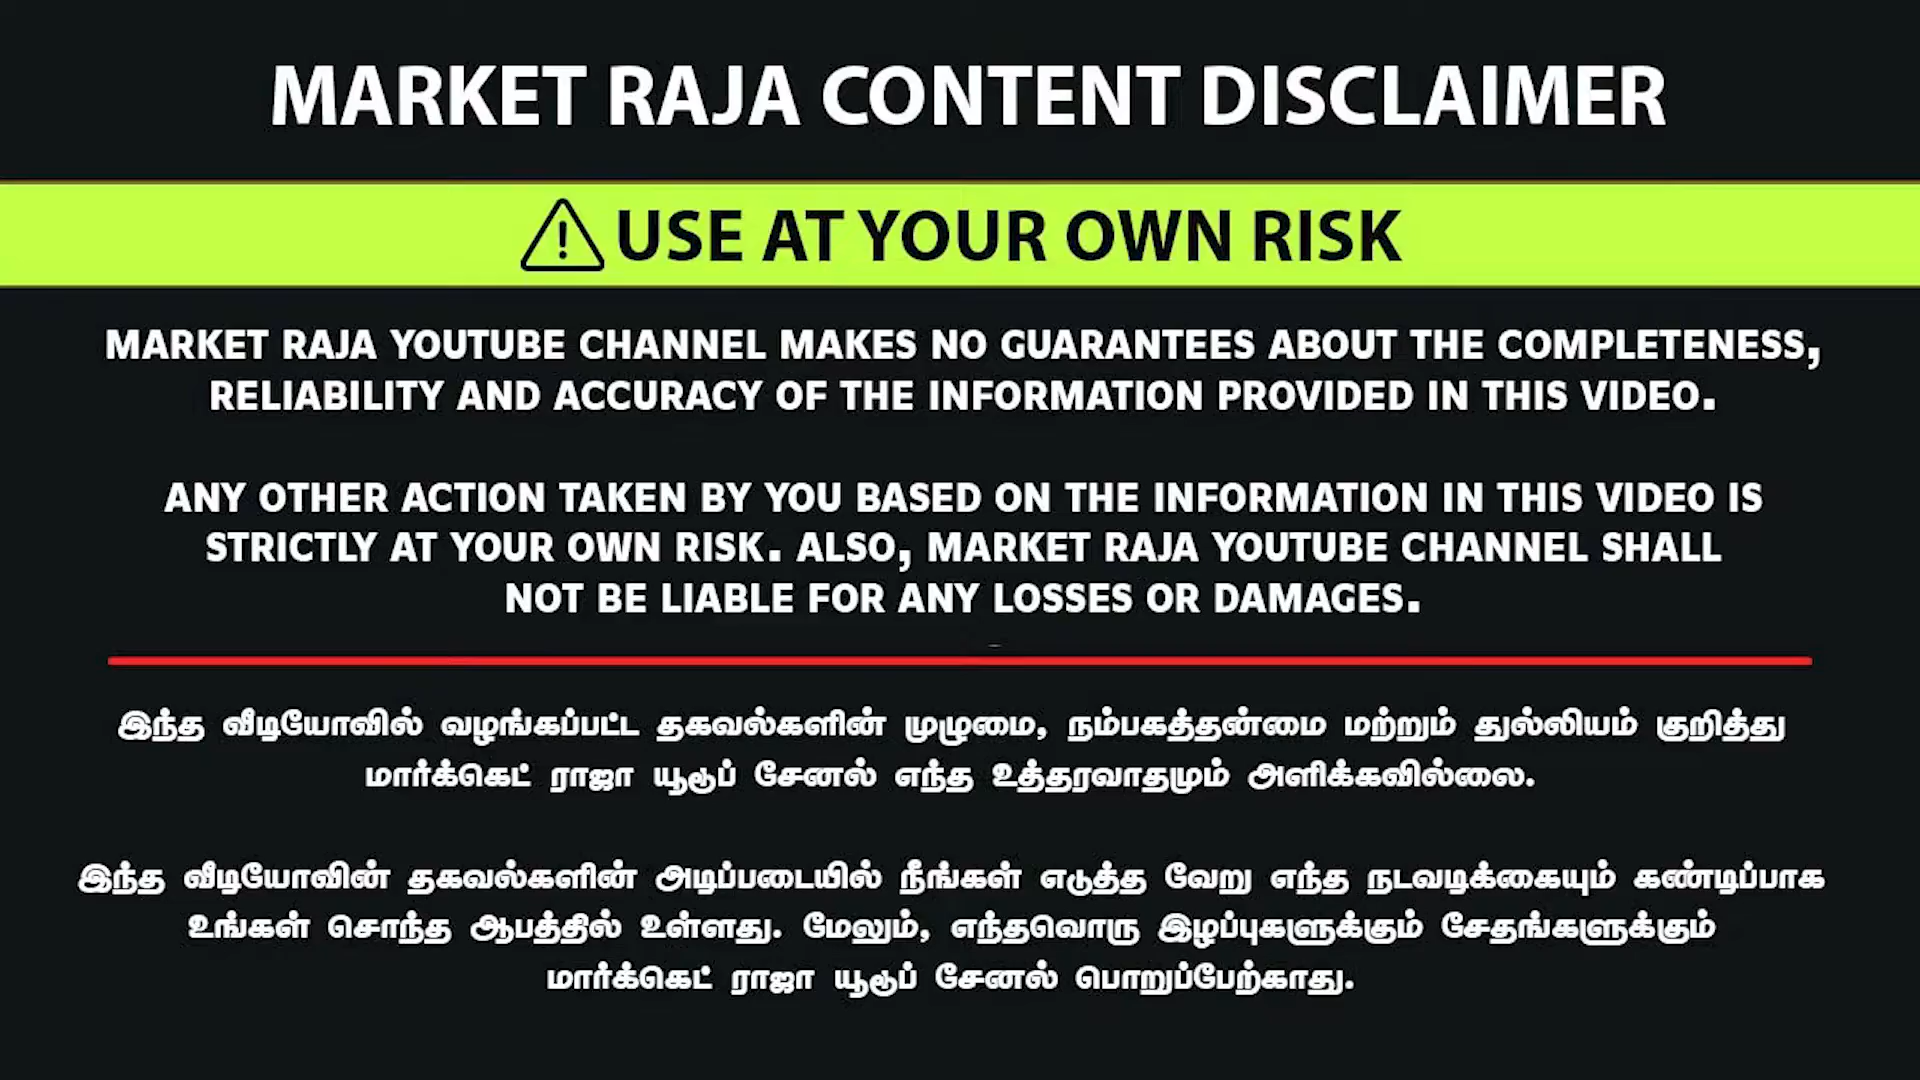 MARKET RAJA CONTENT DISCLAIMER
USE AT YOUR OWN RISK
MARKET RAJA YOUTUBE CHANNEL MAKES NO GUARANTEES ABOUT THE COMPLETENESS,
RELIABILITY AND ACCURACY OF THE INFORMATION PROVIDED IN THIS VIDEO.
ANY OTHER ACTION TAKEN BY YOU BASED ON THE INFORMATION IN THIS VIDEO IS
STRICTLY AT YOUR OWN RISK. ALSO, MARKET RAJA YOUTUBE CHANNEL SHALL
NOT BE LIABLE FOR ANY LOSSES OR DAMAGES.
இந்த வீடியோவில் வழங்கப்பட்ட தகவல்களின் முழுமை, நம்பகத்தன்மை மற்றும் துல்லியம் குறித்து
மார்க்கெட் ராஜா யூடூப் சேனல் எந்த உத்தரவாதமும் அளிக்கவில்லை.
இந்த வீடியோவின் தகவல்களின் அடிப்படையில் நீங்கள் எடுத்த வேறு எந்த நடவடிக்கையும் கண்டிப்பாக
உங்கள் சொந்த ஆபத்தில் உள்ளது. மேலும், எந்தவொரு இழப்புகளுக்கும் சேதங்களுக்கும்
மார்க்கெட் ராஜா யூடூப் சேனல் பொறுப்பேற்காது.